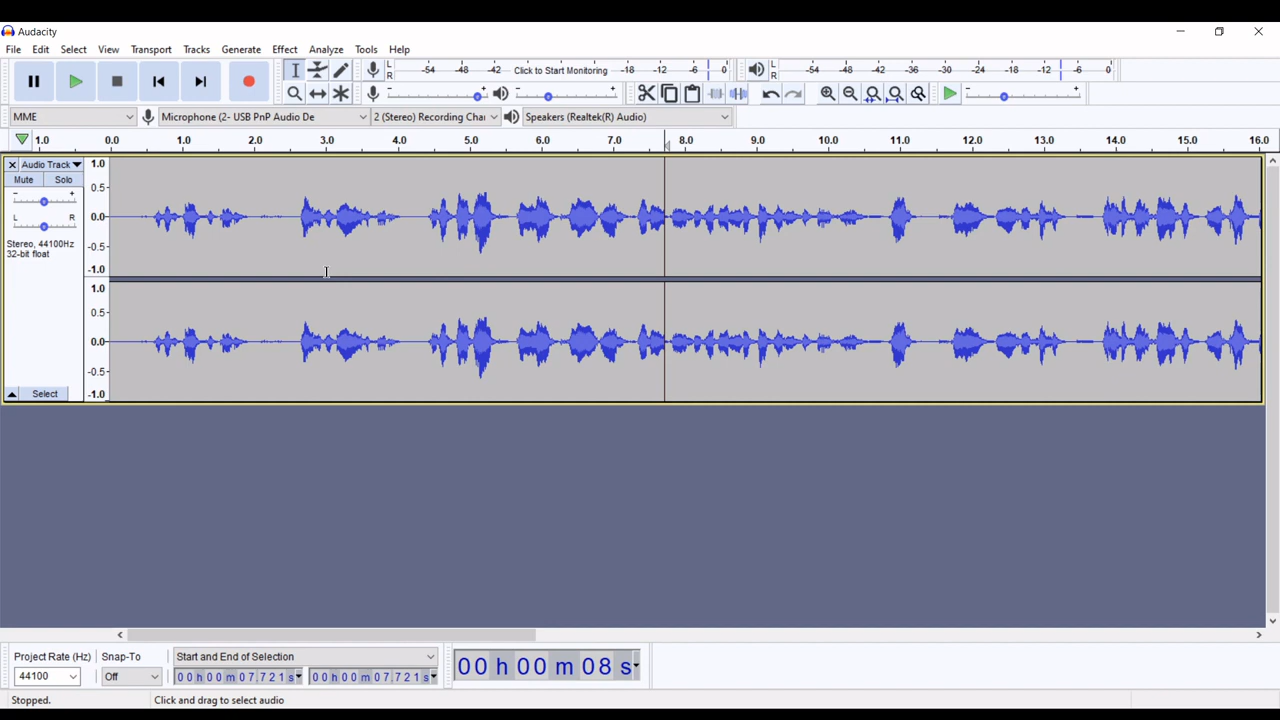 Audacity
File Edit Select View Transport Tracks Generate Effect Analyze Tools Help
L R -54 -48 -42 Click to Start Monitoring -18 -12 -6 0 L R -54 -48 -42 -36 -30 -24 -18 -12 -6 0
- + - + - +
MME Microphone (2- USB PnP Audio De 2 (Stereo) Recording Chai Speakers (Realtek(R) Audio)
1.0 0.0 1.0 2.0 3.0 4.0 5.0 6.0 7.0 8.0 9.0 10.0 11.0 12.0 13.0 14.0 15.0 16.0
X Audio Track 1.0
Mute Solo 0.5
- + 0.0
L R -0.5
Stereo, 44100Hz
32-bit float
-1.0
1.0
0.5
0.0
-0.5
Select -1.0
Project Rate (Hz) Snap-To Start and End of Selection
44100 Off 00h00m07.721s 00h00m07.721s 00h00m08s
Stopped. Click and drag to select audio